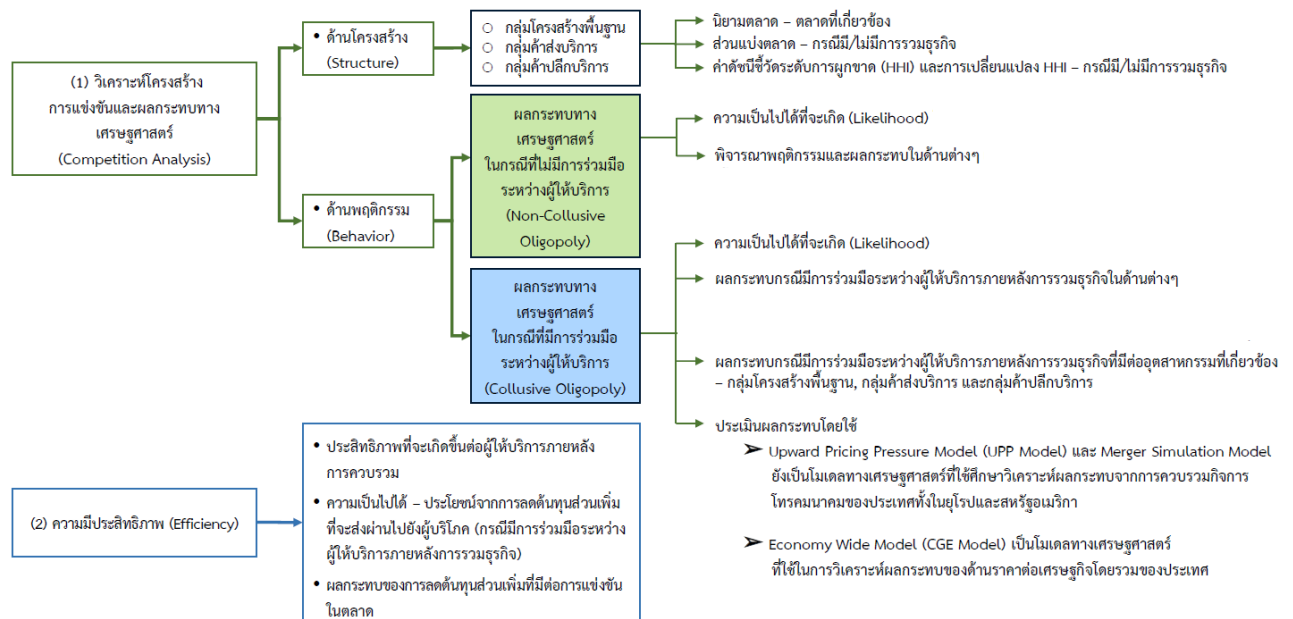 (1) วิเคราะห์โครงสร้าง
การแข่งขันและผลกระทบทาง
เศรษฐศาสตร์
(Competition Analysis)
• ด้านโครงสร้าง
(Structure)
○ กลุ่มโครงสร้างพื้นฐาน
○ กลุ่มค้าส่งบริการ
○ กลุ่มค้าปลีกบริการ
นิยามตลาด – ตลาดที่เกี่ยวข้อง
ส่วนแบ่งตลาด – กรณีมี/ไม่มีการรวมธุรกิจ
ค่าดัชนีชี้วัดระดับการผูกขาด (HHI) และการเปลี่ยนแปลง HHI – กรณีมี/ไม่มีการรวมธุรกิจ
• ด้านพฤติกรรม
(Behavior)
ผลกระทบทาง
เศรษฐศาสตร์
ในกรณีที่ไม่มีการร่วมมือ
ระหว่างผู้ให้บริการ
(Non-Collusive
Oligopoly)
ความเป็นไปได้ที่จะเกิด (Likelihood)
พิจารณาพฤติกรรมและผลกระทบในด้านต่างๆ
ผลกระทบทาง
เศรษฐศาสตร์
ในกรณีที่มีการร่วมมือ
ระหว่างผู้ให้บริการ
(Collusive Oligopoly)
ความเป็นไปได้ที่จะเกิด (Likelihood)
ผลกระทบกรณีมีการร่วมมือระหว่างผู้ให้บริการภายหลังการรวมธุรกิจในด้านต่างๆ
ผลกระทบกรณีมีการร่วมมือระหว่างผู้ให้บริการภายหลังการรวมธุรกิจที่มีต่ออุตสาหกรรมที่เกี่ยวข้อง
– กลุ่มโครงสร้างพื้นฐาน, กลุ่มค้าส่งบริการ และกลุ่มค้าปลีกบริการ
ประเมินผลกระทบโดยใช้
➢ Upward Pricing Pressure Model (UPP Model) และ Merger Simulation Model
ยังเป็นโมเดลทางเศรษฐศาสตร์ที่ใช้ศึกษาวิเคราะห์ผลกระทบจากการควบรวมกิจการ
โทรคมนาคมของประเทศทั้งในยุโรปและสหรัฐอเมริกา
➢ Economy Wide Model (CGE Model) เป็นโมเดลทางเศรษฐศาสตร์
ที่ใช้ในการวิเคราะห์ผลกระทบของด้านราคาต่อเศรษฐกิจโดยรวมของประเทศ
(2) ความมีประสิทธิภาพ (Efficiency)
• ประสิทธิภาพที่จะเกิดขึ้นต่อผู้ให้บริการภายหลัง
การควบรวม
• ความเป็นไปได้ – ประโยชน์จากการลดต้นทุนส่วนเพิ่ม
ที่จะส่งผ่านไปยังผู้บริโภค (กรณีมีการร่วมมือระหว่าง
ผู้ให้บริการภายหลังการรวมธุรกิจ)
• ผลกระทบของการลดต้นทุนส่วนเพิ่มที่มีต่อการแข่งขัน
ในตลาด